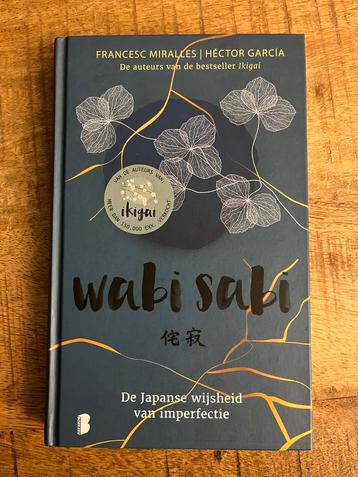 FRANCESC MIRALLES | HÉCTOR GARCÍA
De auteurs van de bestseller Ikigai
VAN DE AUTEURS VAN:
ikigai
MEER DAN 150.000 EXX. VERKOCHT
wabi sabi
侘寂
De Japanse wijsheid
van imperfectie
B